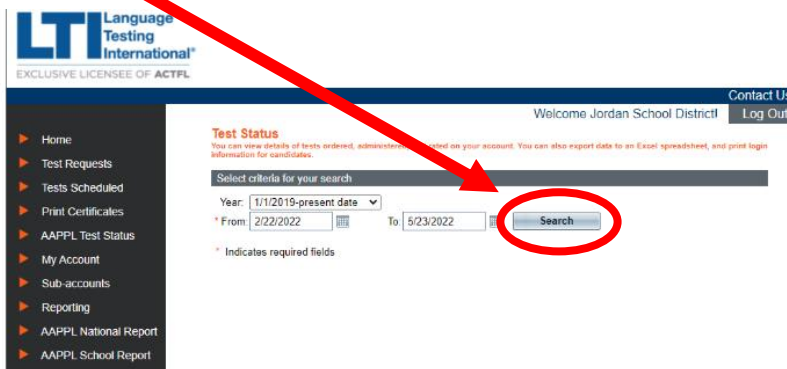 LTI Language
Testing
International®
EXCLUSIVE LICENSEE OF ACTFL
Contact Us
Welcome Jordan School District!
Log Out
Home
Test Requests
Tests Scheduled
Print Certificates
AAPPL Test Status
My Account
Sub-accounts
Reporting
AAPPL National Report
AAPPL School Report
Test Status
You can view details of tests ordered, administered rated on your account. You can also export data to an Excel spreadsheet, and print login
information for candidates.
Select criteria for your search
Year: 1/1/2019-present date
* From: 2/22/2022 To: 5/23/2022 Search
* Indicates required fields